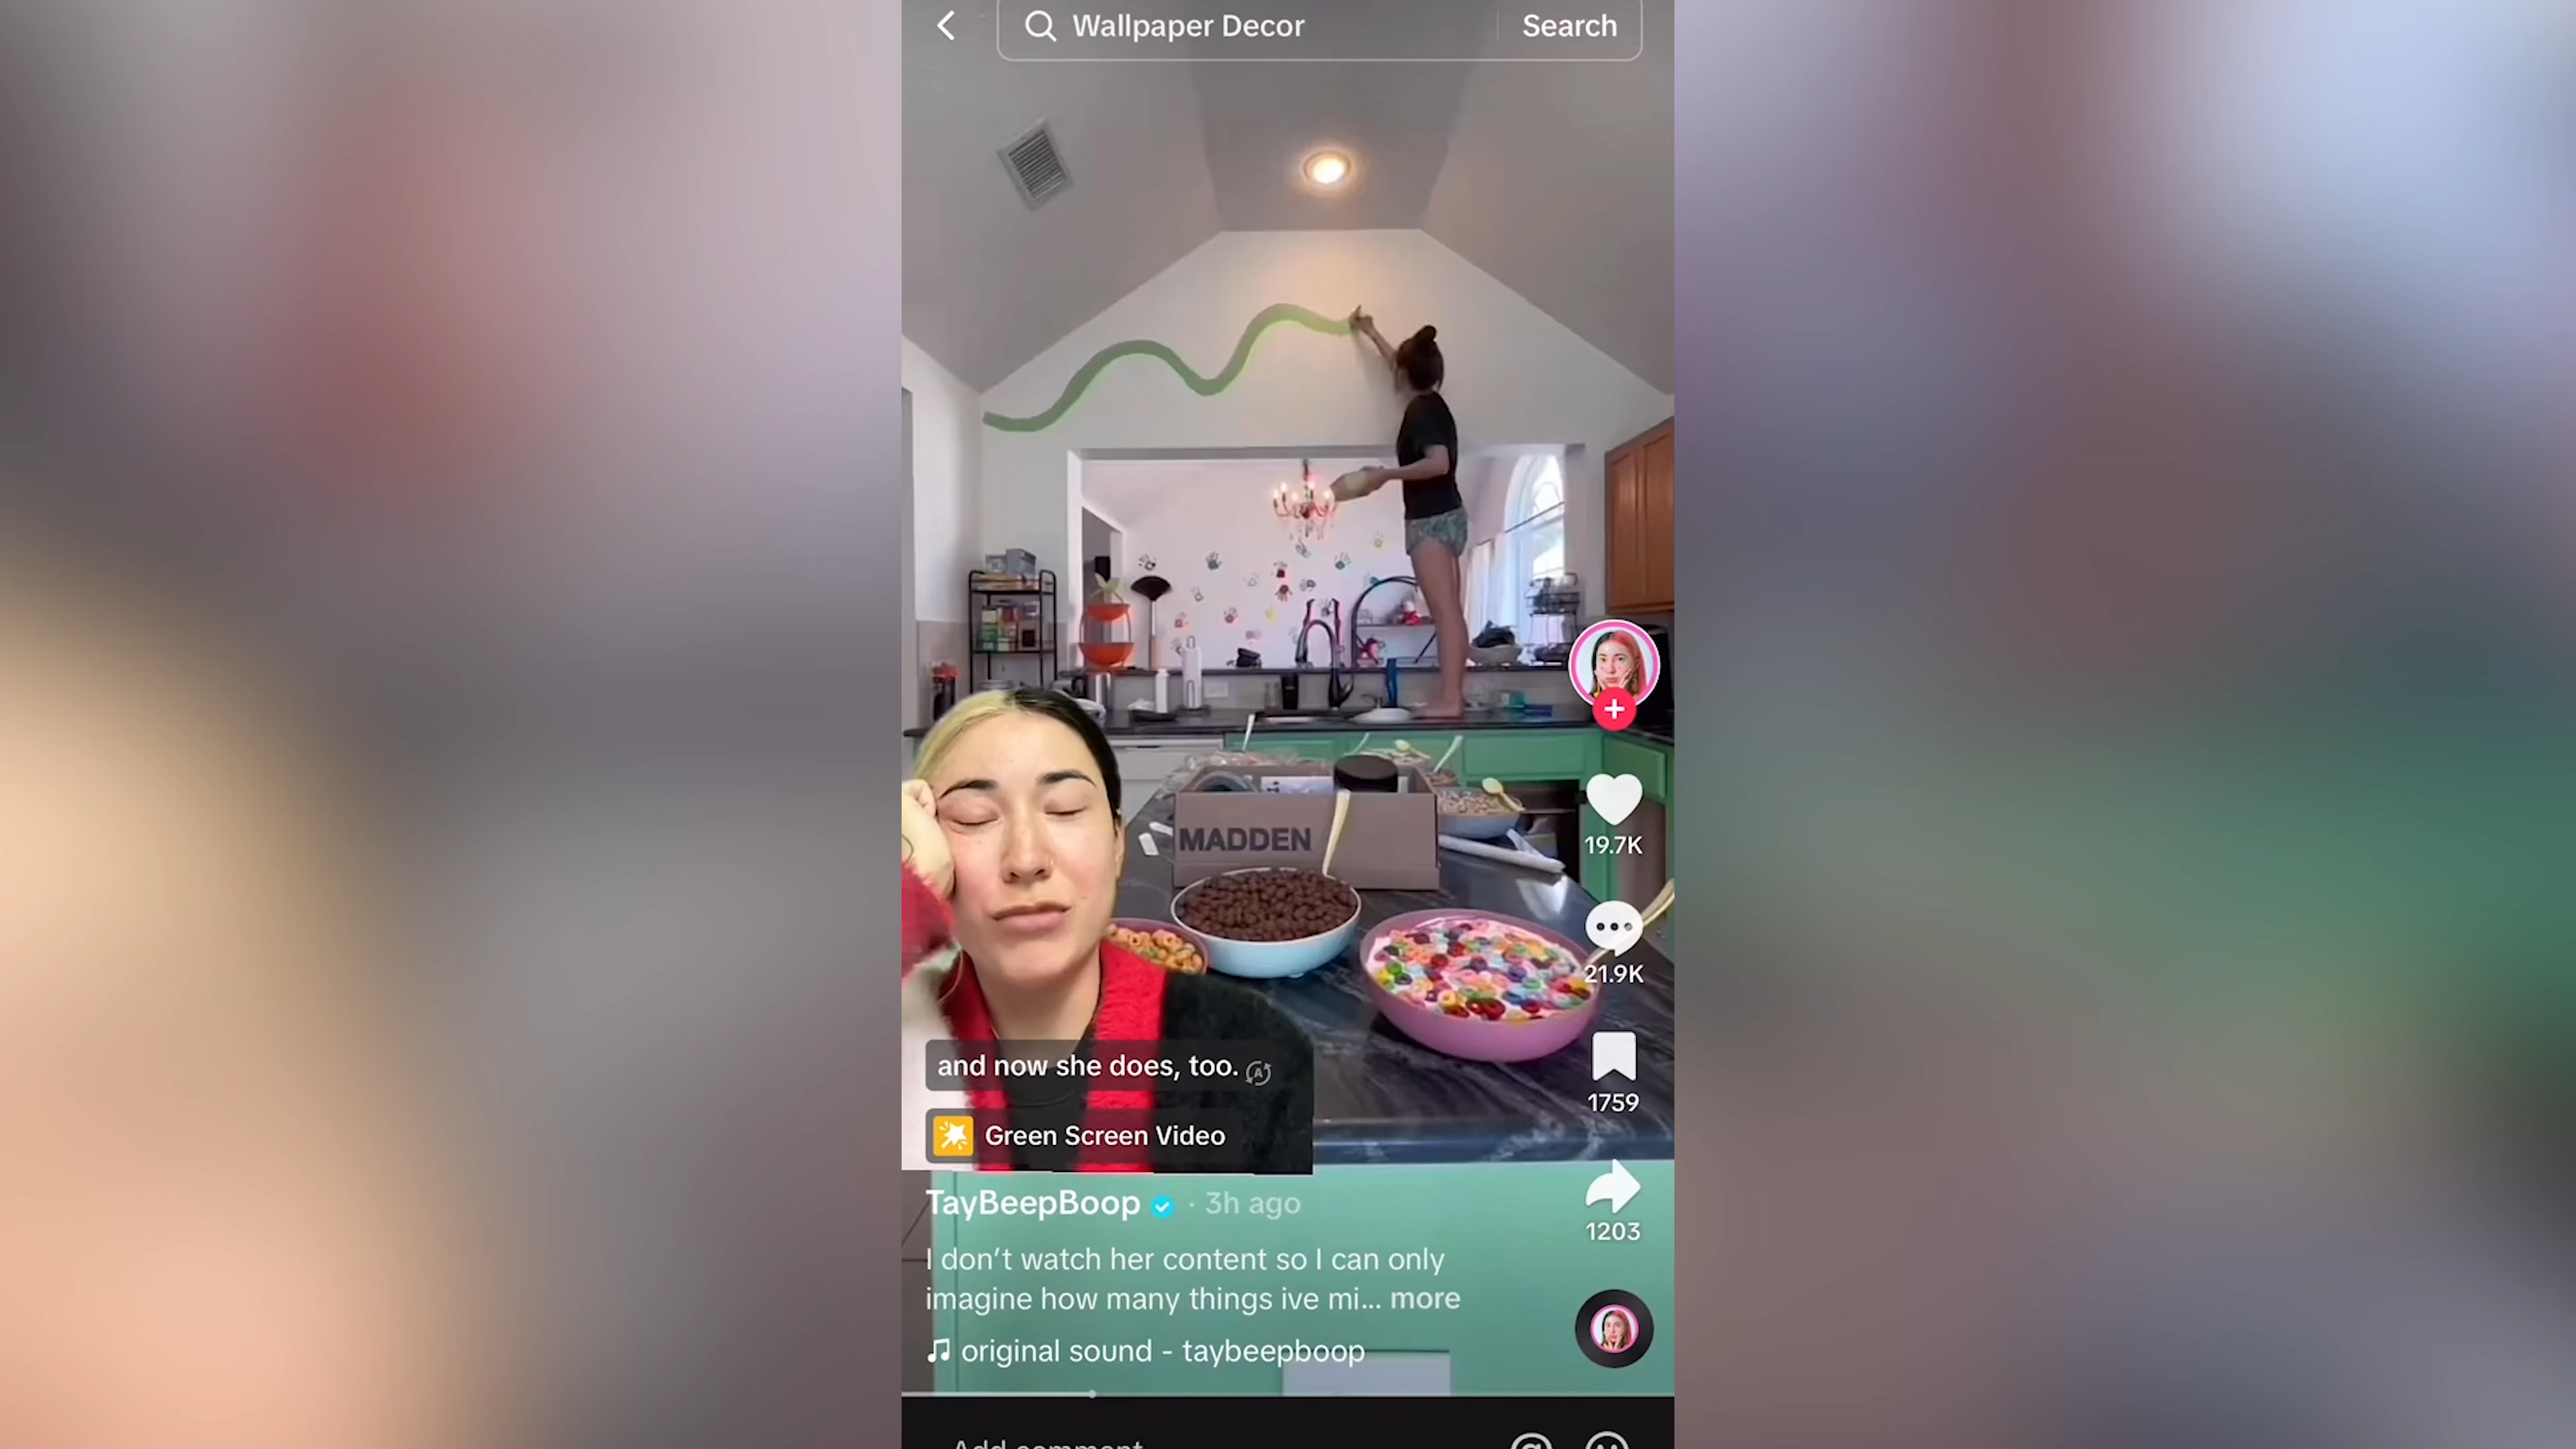 Wallpaper Decor
Search
MADDEN
19.7K
21.9K
1759
1203
and now she does, too.
Green Screen Video
TayBeepBoop · 3h ago
I don't watch her content so I can only
imagine how many things ive mi... more
original sound - taybeepboop
Add comment